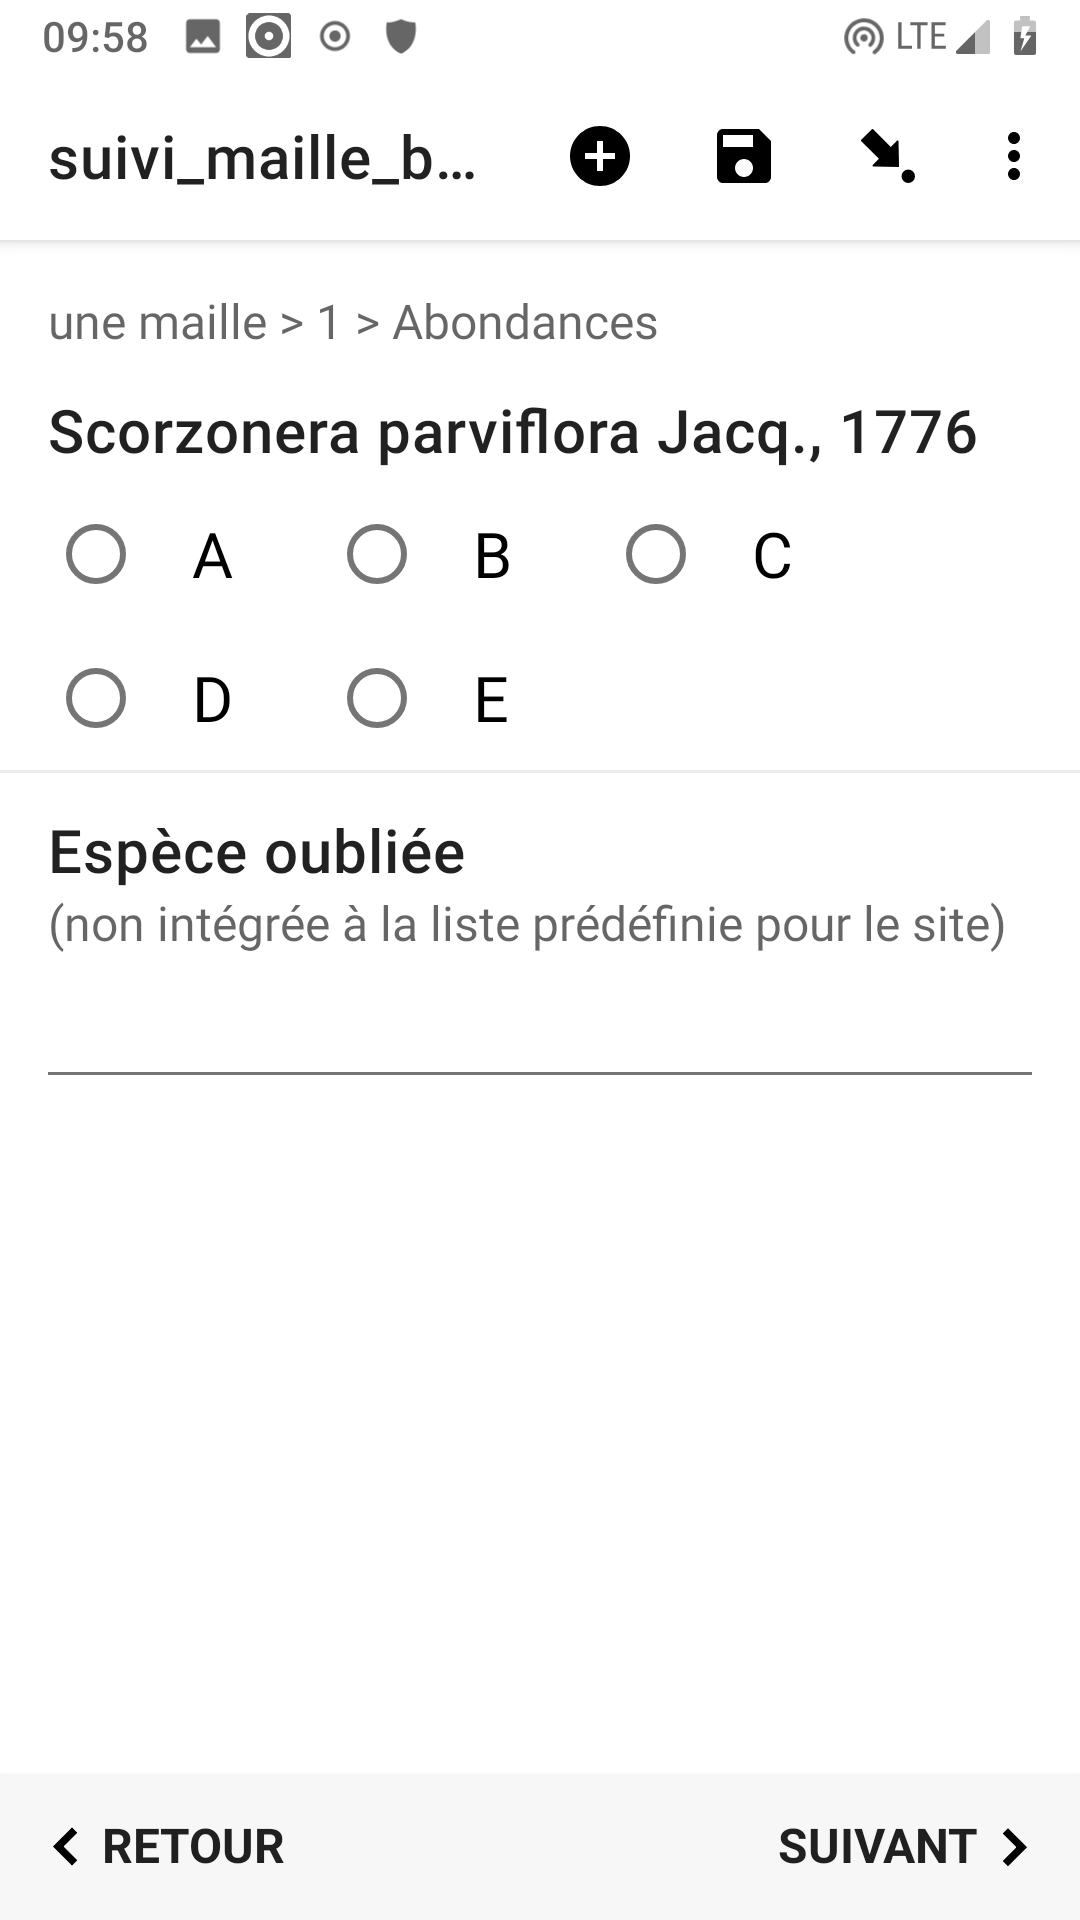 09:58 LTE
suivi_maille_b...
une maille > 1 > Abondances
Scorzonera parviflora Jacq., 1776
A B C
D E
Espèce oubliée
(non intégrée à la liste prédéfinie pour le site)
RETOUR SUIVANT